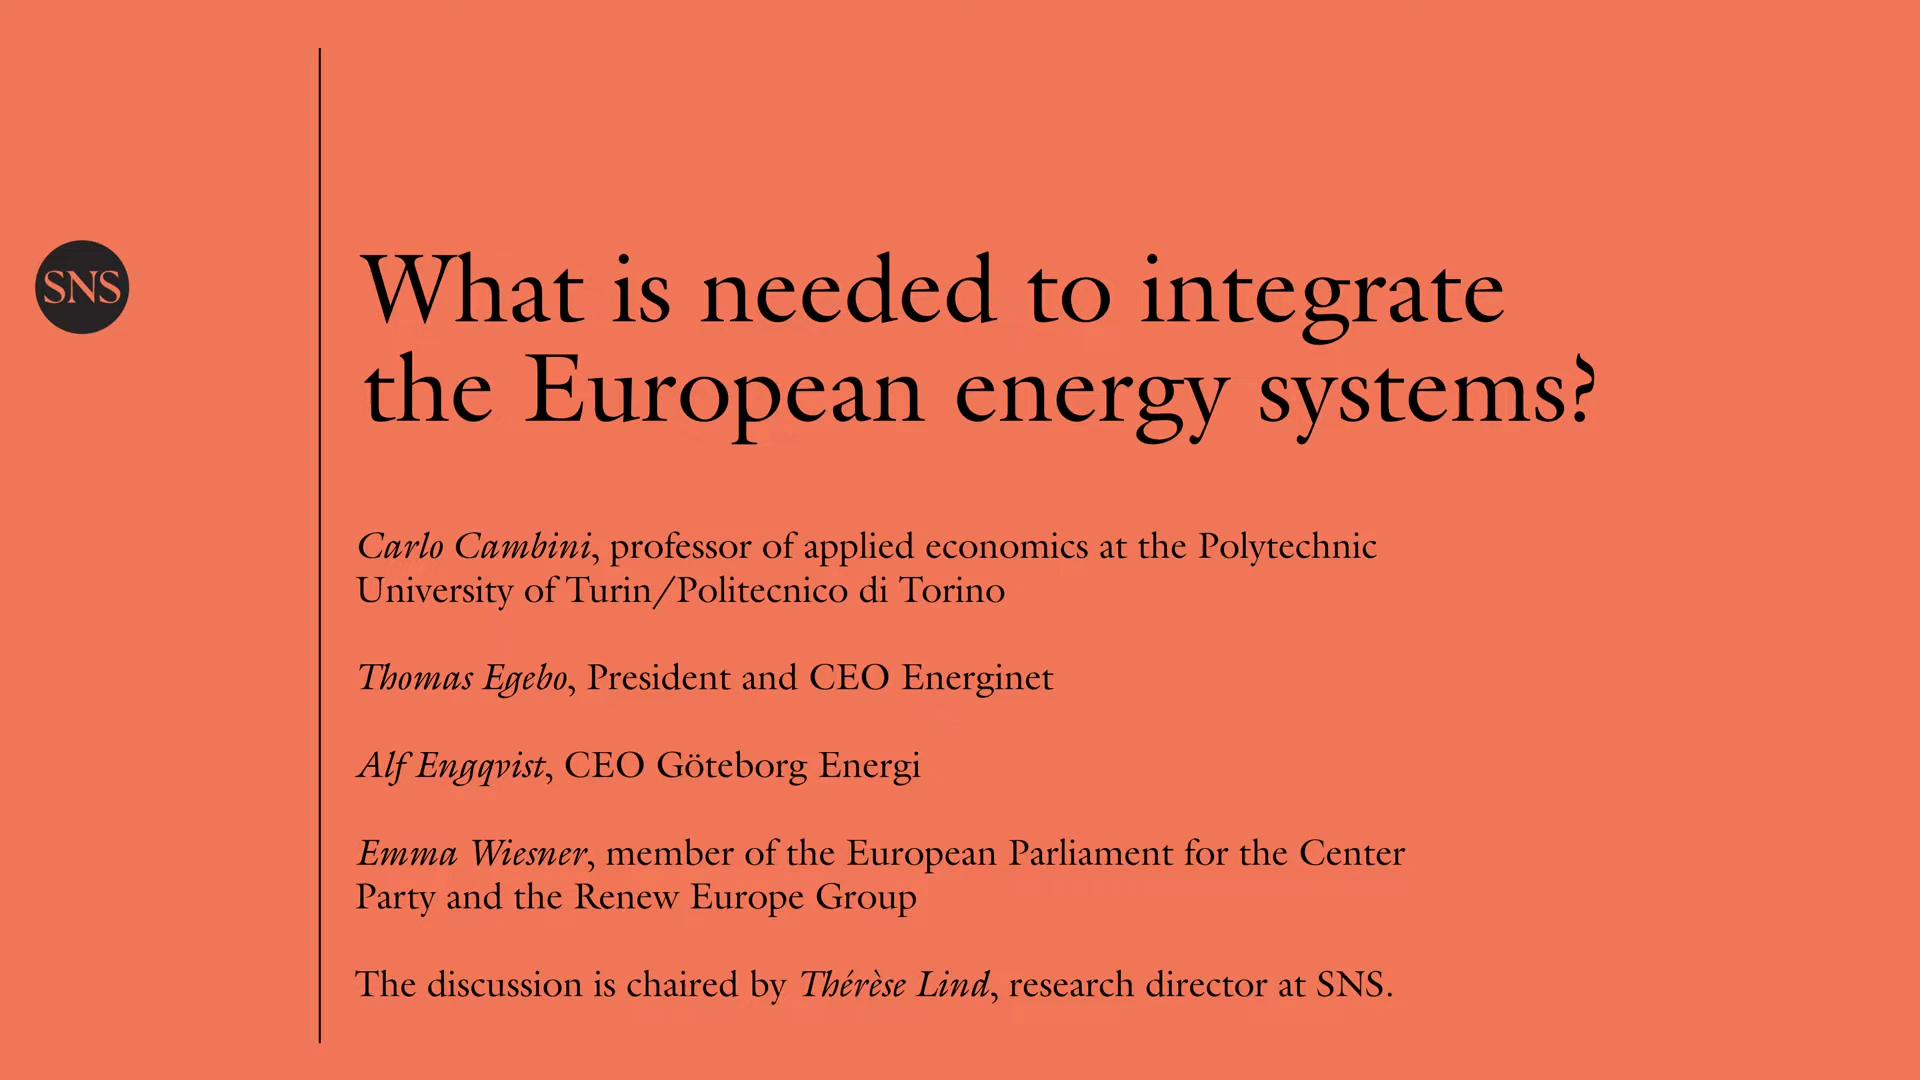 SNS
What is needed to integrate
the European energy systems?
Carlo Cambini, professor of applied economics at the Polytechnic
University of Turin/Politecnico di Torino
Thomas Egebo, President and CEO Energinet
Alf Engqvist, CEO Göteborg Energi
Emma Wiesner, member of the European Parliament for the Center
Party and the Renew Europe Group
The discussion is chaired by Thérèse Lind, research director at SNS.